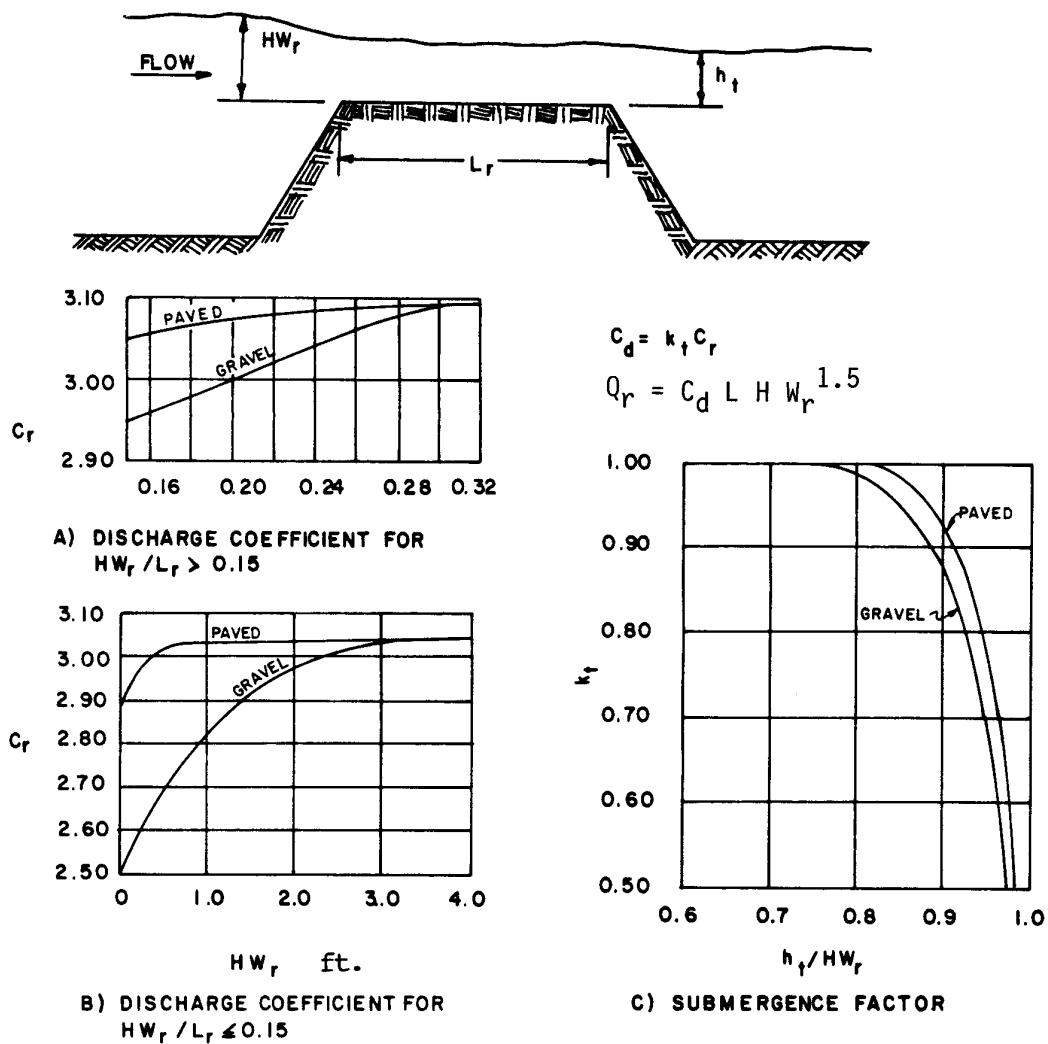 HWr
FLOW
ht
Lr
3.10
PAVED
GRAVEL
3.00
Cr
2.90
0.16 0.20 0.24 0.28 0.32
A) DISCHARGE COEFFICIENT FOR
HWr/Lr > 0.15
3.10
PAVED
3.00
GRAVEL
2.90
Cr
2.80
2.70
2.60
2.50
0 1.0 2.0 3.0 4.0
HWr ft.
B) DISCHARGE COEFFICIENT FOR
HWr/Lr ≤ 0.15
Cd = kt Cr
Qr = Cd L H Wr^1.5
1.00
PAVED
0.90
GRAVEL
0.80
kt
0.70
0.60
0.50
0.6 0.7 0.8 0.9 1.0
ht/HWr
C) SUBMERGENCE FACTOR